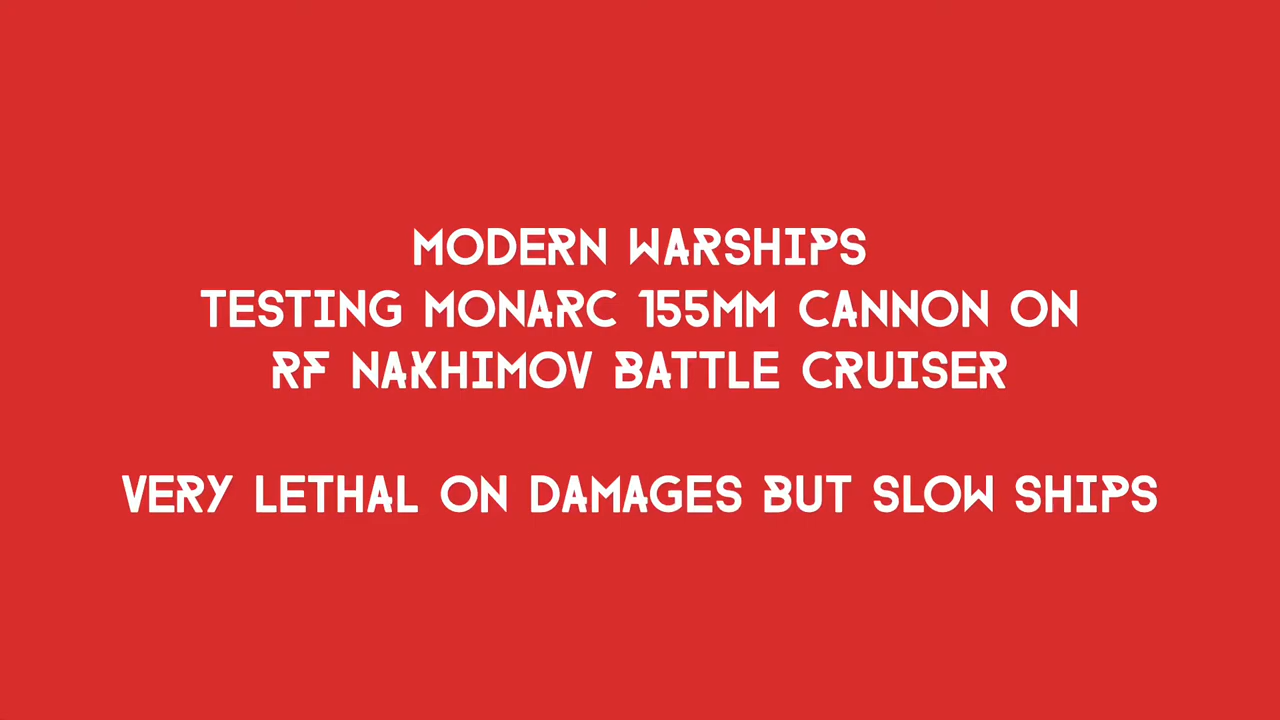 MODERN WARSHIPS
TESTING MONARC 155MM CANNON ON
RF NAKHIMOV BATTLE CRUISER
VERY LETHAL ON DAMAGES BUT SLOW SHIPS